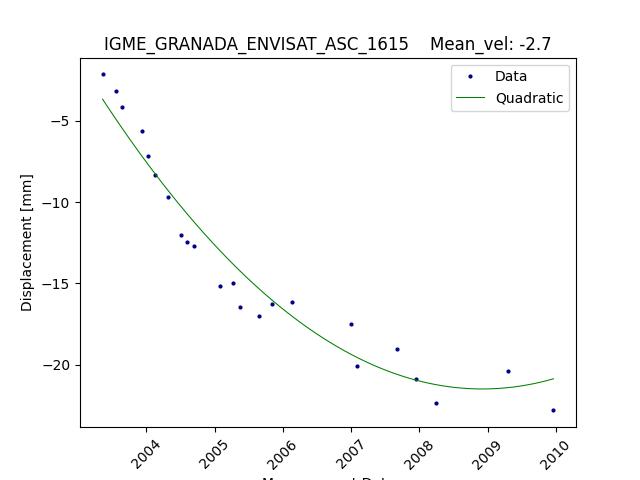 IGME_GRANADA_ENVISAT_ASC_1615 Mean_vel: -2.7
Data
Quadratic
Displacement [mm]
−5
−10
−15
−20
2004
2005
2006
2007
2008
2009
2010